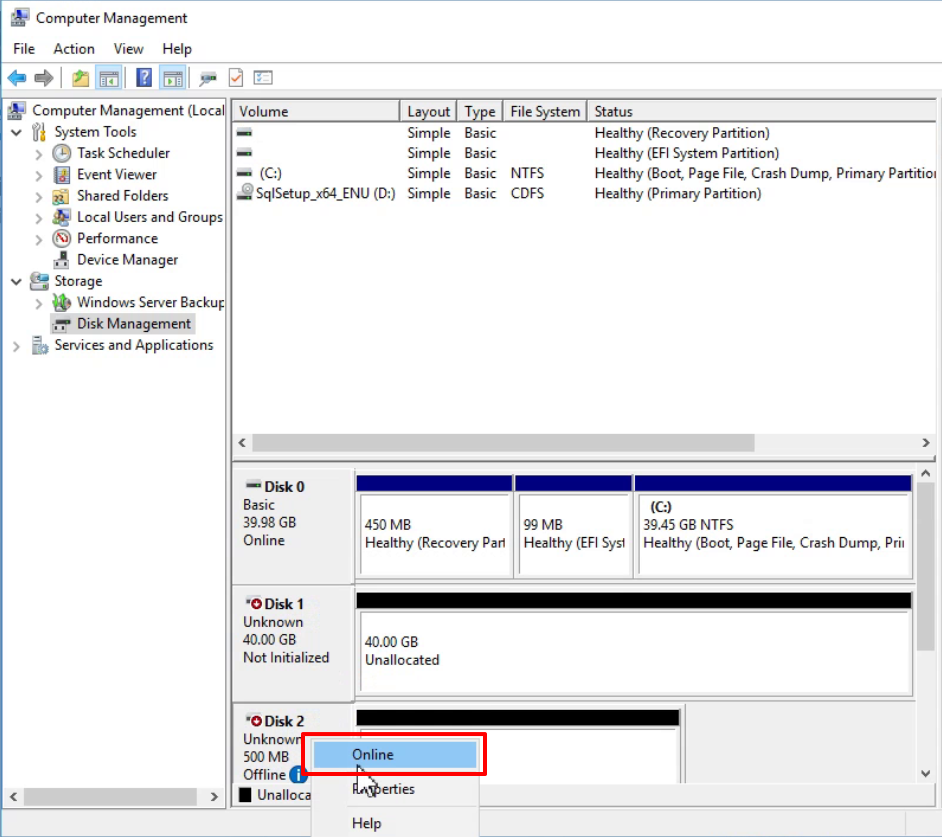 Computer Management
File Action View Help
Computer Management (Local
System Tools
Task Scheduler
Event Viewer
Shared Folders
Local Users and Groups
Performance
Device Manager
Storage
Windows Server Backup
Disk Management
Services and Applications
Volume Layout Type File System Status
Simple Basic Healthy (Recovery Partition)
Simple Basic Healthy (EFI System Partition)
(C:) Simple Basic NTFS Healthy (Boot, Page File, Crash Dump, Primary Partitio
SqlSetup_x64_ENU (D:) Simple Basic CDFS Healthy (Primary Partition)
Disk 0
Basic
39.98 GB
Online
450 MB
Healthy (Recovery Part
99 MB
Healthy (EFI Syst
(C:)
39.45 GB NTFS
Healthy (Boot, Page File, Crash Dump, Pri
Disk 1
Unknown
40.00 GB
Not Initialized
40.00 GB
Unallocated
Disk 2
Unknown
500 MB
Offline
Unalloca
Online
Properties
Help